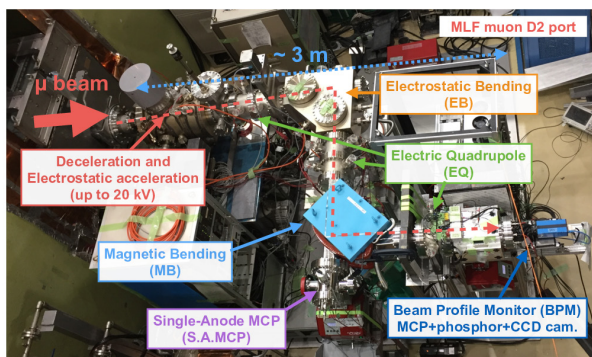 MLF muon D2 port
~ 3 m
μ beam
Electrostatic Bending
(EB)
Deceleration and
Electrostatic acceleration
(up to 20 kV)
Electric Quadrupole
(EQ)
Magnetic Bending
(MB)
Single-Anode MCP
(S.A.MCP)
Beam Profile Monitor (BPM)
MCP+phosphor+CCD cam.